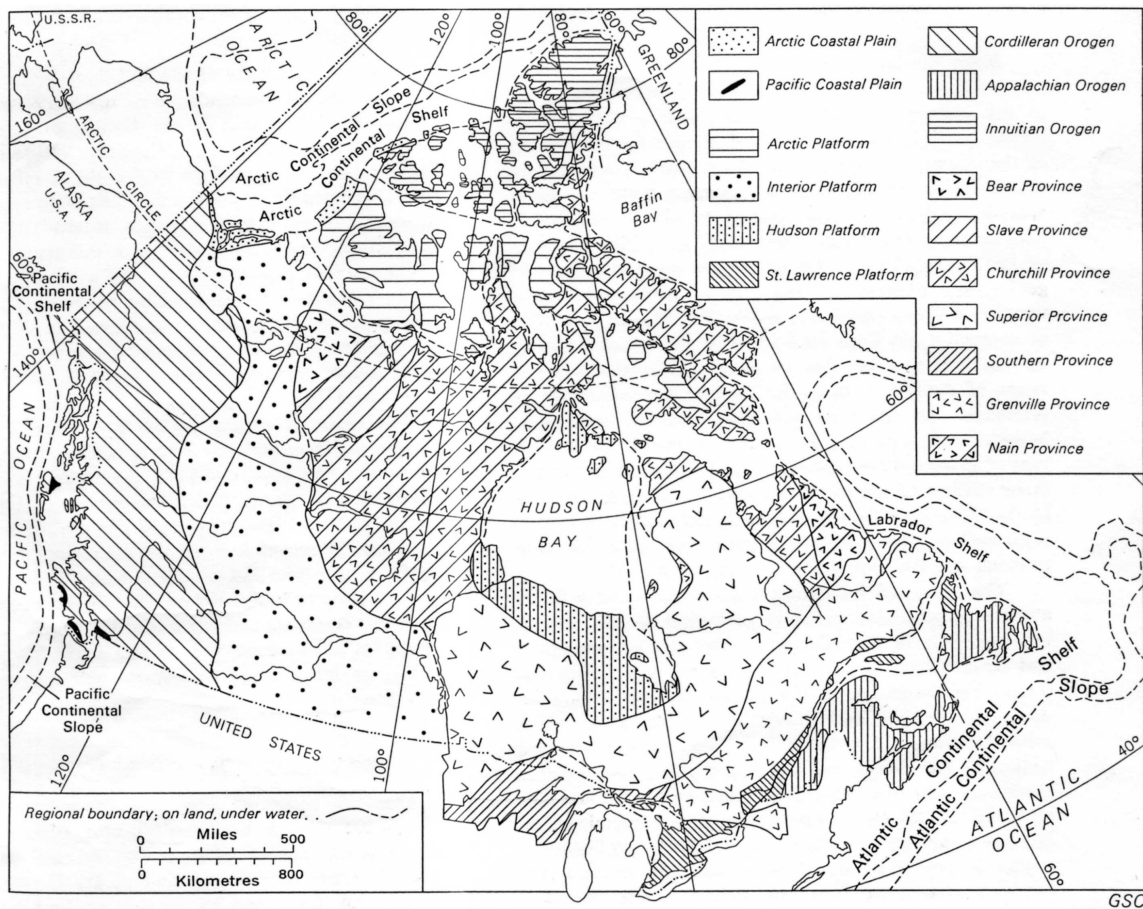 U.S.S.R.
ARCTIC
OCEAN
80°
120°
100°
80°
60°
80°
GREENLAND
160°
ARCTIC
CIRCLE
ALASKA
U.S.A.
Arctic Continental Slope
Arctic Continental Shelf
Baffin
Bay
60°
Pacific
Continental
Shelf
140°
PACIFIC OCEAN
60°
HUDSON
BAY
Labrador
Shelf
Pacific
Continental
Slope
UNITED STATES
120°
100°
Atlantic Continental Shelf
Atlantic Continental Slope
40°
ATLANTIC
OCEAN
60°
Arctic Coastal Plain
Pacific Coastal Plain
Arctic Platform
Interior Platform
Hudson Platform
St. Lawrence Platform
Cordilleran Orogen
Appalachian Orogen
Innuitian Orogen
Bear Province
Slave Province
Churchill Province
Superior Province
Southern Province
Grenville Province
Nain Province
Regional boundary; on land, under water. . .
Miles
0 500
0 800
Kilometres
GSC